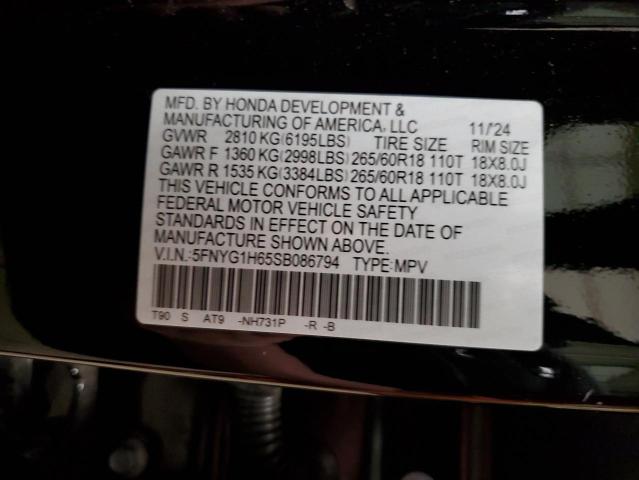 MFD. BY HONDA DEVELOPMENT &
MANUFACTURING OF AMERICA, LLC 11/'24
GVWR 2810 KG(6195LBS) TIRE SIZE RIM SIZE
GAWR F 1360 KG(2998LBS) 265/60R18 110T 18X8.0J
GAWR R 1535 KG(3384LBS) 265/60R18 110T 18X8.0J
THIS VEHICLE CONFORMS TO ALL APPLICABLE
FEDERAL MOTOR VEHICLE SAFETY
STANDARDS IN EFFECT ON THE DATE OF
MANUFACTURE SHOWN ABOVE.
V.I.N.:5FNYG1H65SB086794 TYPE:MPV
T90 S AT9 -NH731P -R -B